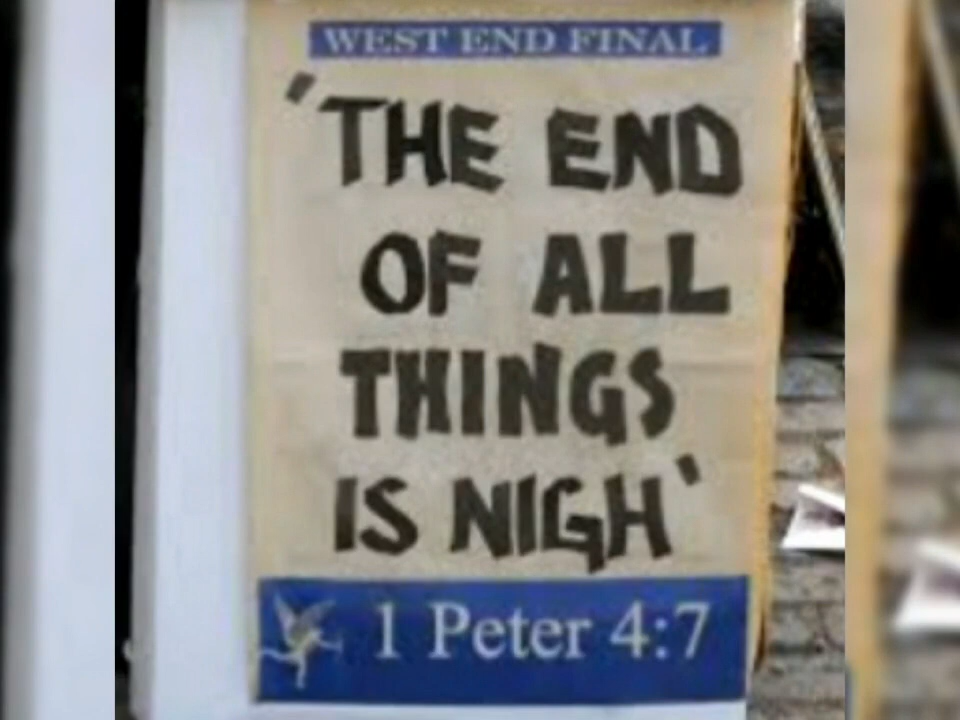 WEST END FINAL
'THE END
OF ALL
THINGS
IS NIGH'
1 Peter 4:7